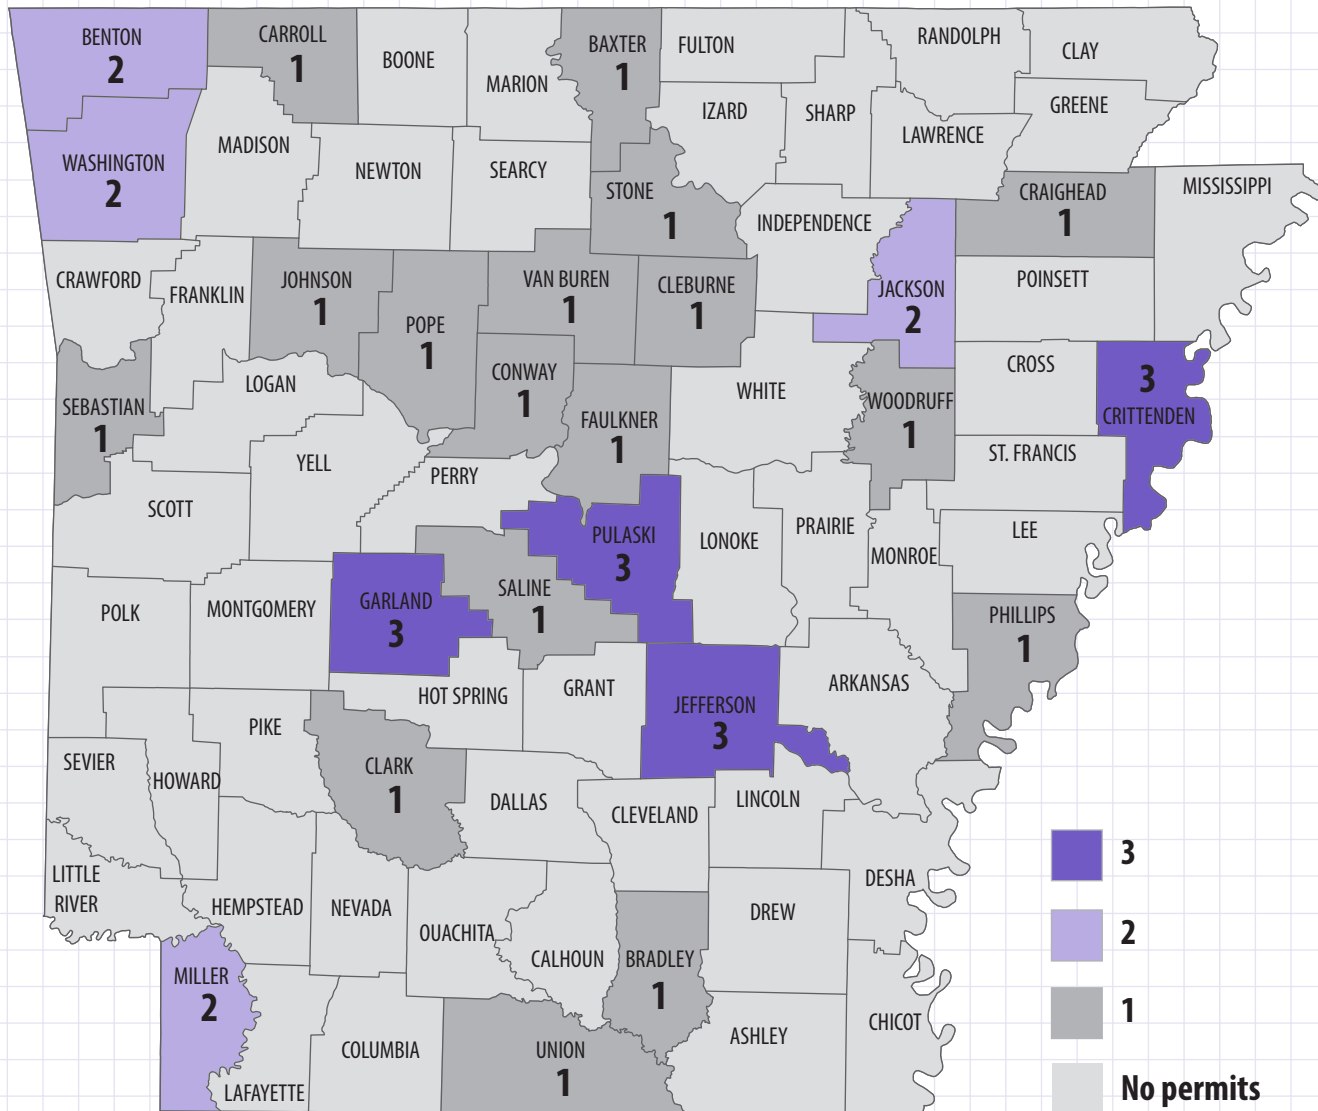 BENTON
2
CARROLL
1
BOONE
MARION
BAXTER
1
FULTON
RANDOLPH
CLAY
IZARD
SHARP
GREENE
LAWRENCE
WASHINGTON
2
MADISON
NEWTON
SEARCY
STONE
1
INDEPENDENCE
CRAIGHEAD
1
MISSISSIPPI
CRAWFORD
FRANKLIN
JOHNSON
1
POPE
1
VAN BUREN
1
CLEBURNE
1
JACKSON
2
POINSETT
SEBASTIAN
1
LOGAN
CONWAY
1
FAULKNER
1
WHITE
WOODRUFF
1
CROSS
3
CRITTENDEN
YELL
PERRY
ST. FRANCIS
SCOTT
PULASKI
3
LONOKE
PRAIRIE
MONROE
LEE
POLK
MONTGOMERY
GARLAND
3
SALINE
1
PHILLIPS
1
HOT SPRING
GRANT
JEFFERSON
3
ARKANSAS
PIKE
SEVIER
HOWARD
CLARK
1
DALLAS
CLEVELAND
LINCOLN
3
LITTLE
RIVER
HEMPSTEAD
NEVADA
OUACHITA
CALHOUN
BRADLEY
1
DREW
DESHA
2
MILLER
2
LAFAYETTE
COLUMBIA
UNION
1
ASHLEY
CHICOT
1
No permits